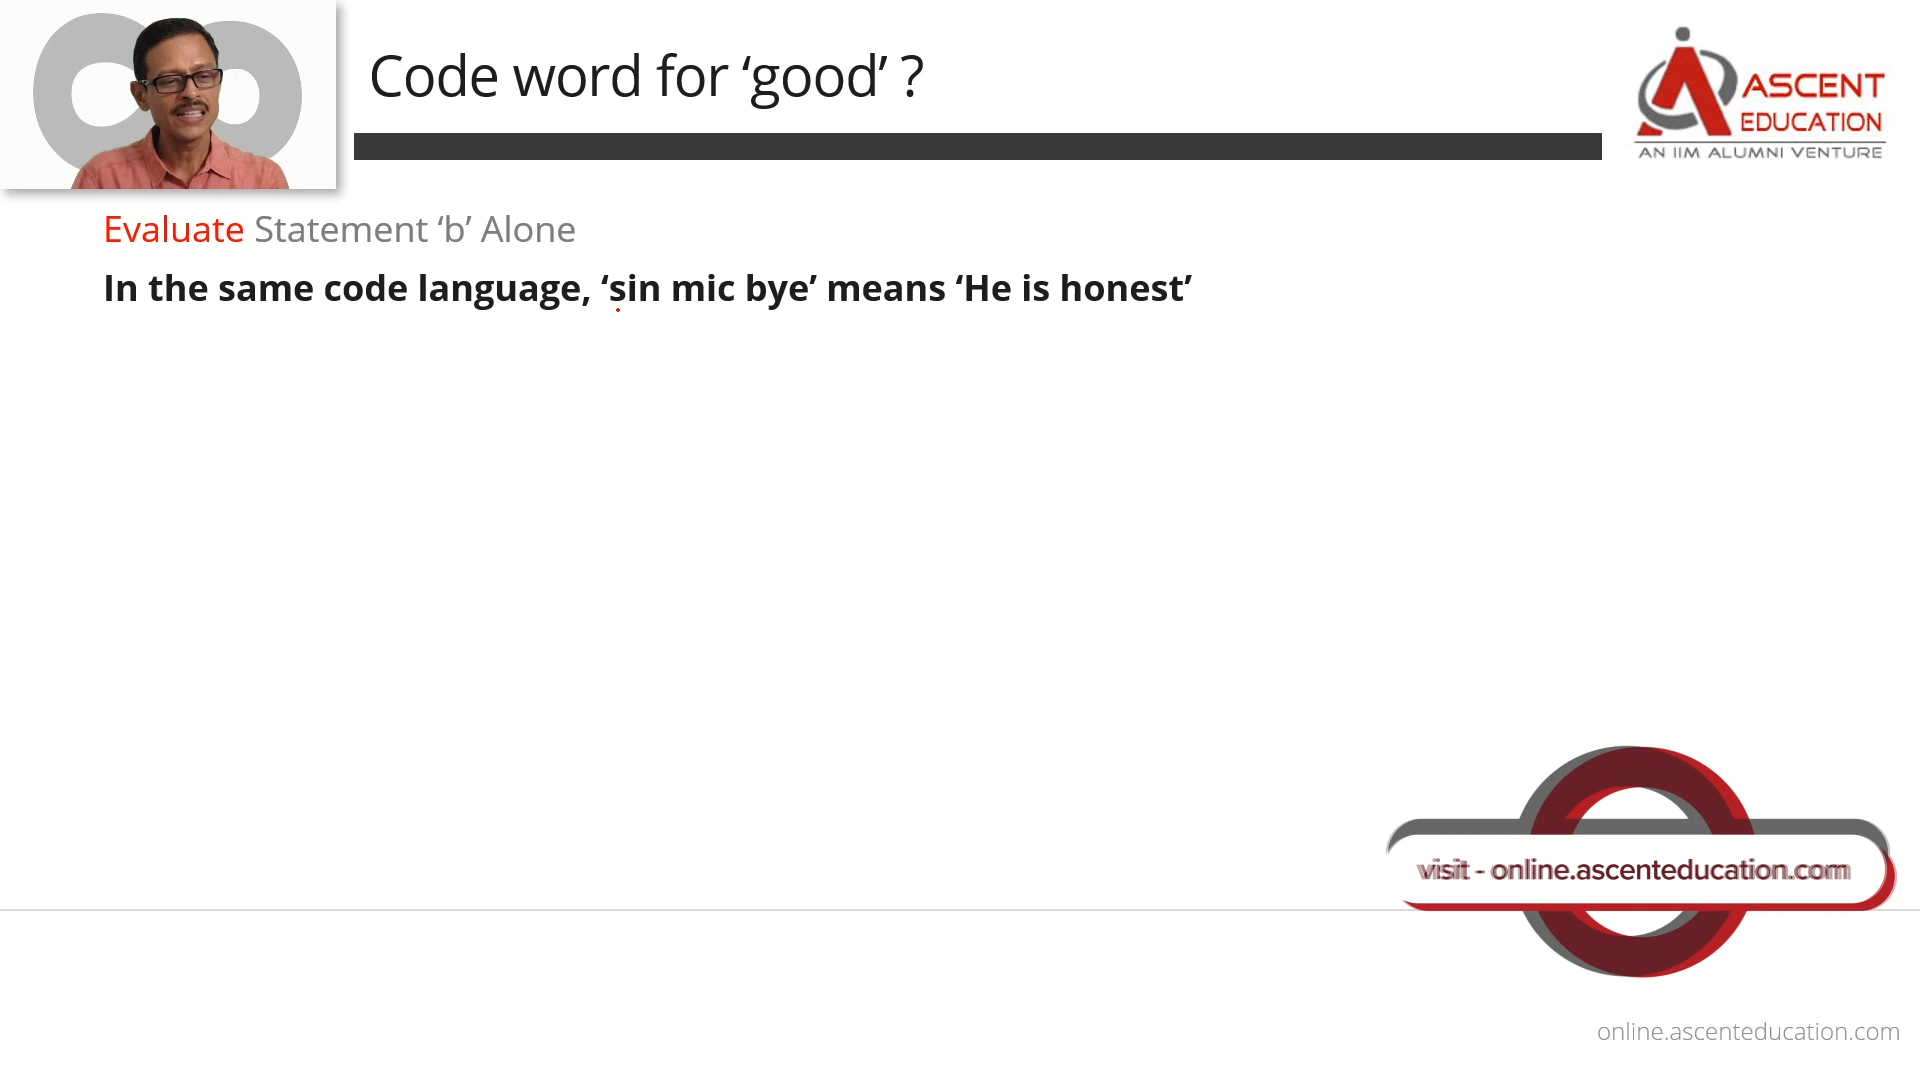 Code word for ‘good’ ?
ASCENT
EDUCATION
AN IIM ALUMNI VENTURE
Evaluate Statement ‘b’ Alone
In the same code language, ‘sin mic bye’ means ‘He is honest’
visit - online.ascenteducation.com
online.ascenteducation.com